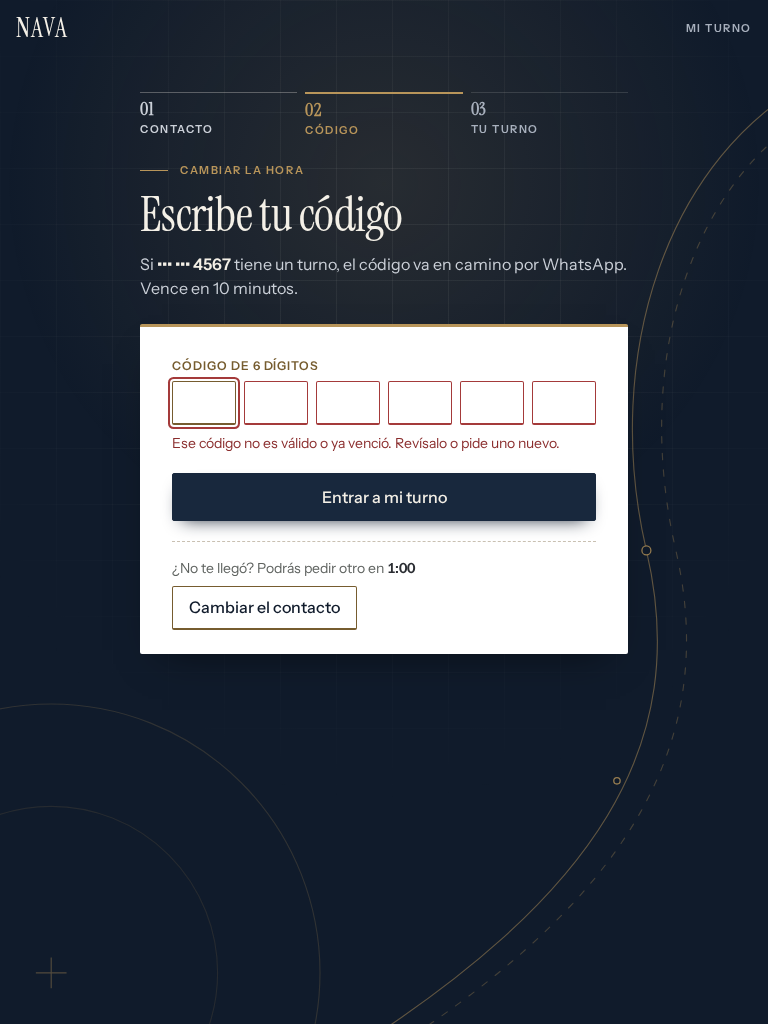 NAVA
MI TURNO
01
CONTACTO
02
CÓDIGO
03
TU TURNO
CAMBIAR LA HORA
Escribe tu código
Si ••• ••• 4567 tiene un turno, el código va en camino por WhatsApp.
Vence en 10 minutos.
CÓDIGO DE 6 DÍGITOS
Ese código no es válido o ya venció. Revísalo o pide uno nuevo.
Entrar a mi turno
¿No te llegó? Podrás pedir otro en 1:00
Cambiar el contacto